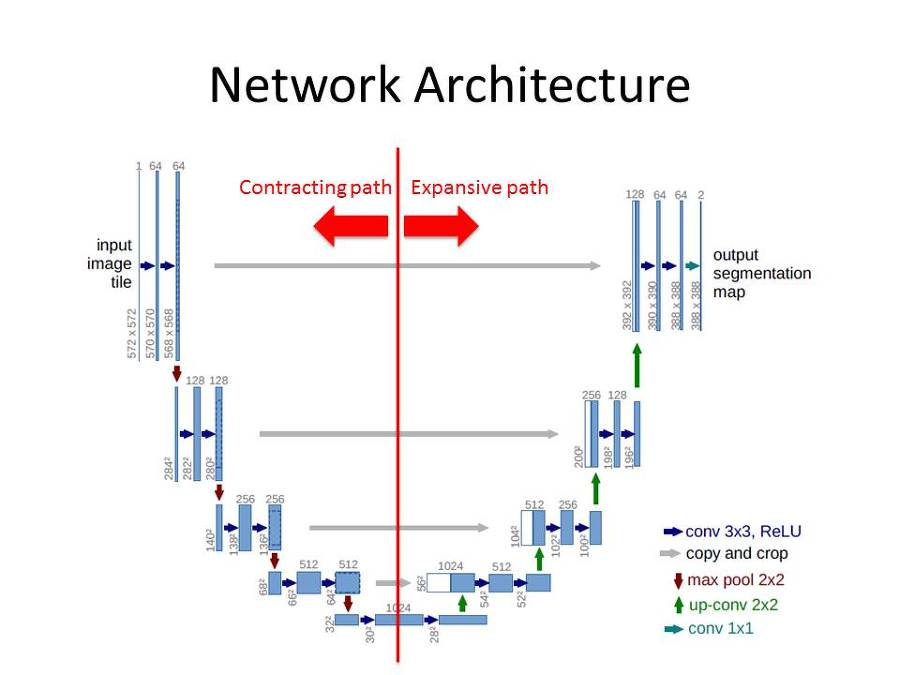 Network Architecture
1 64 64
Contracting path
Expansive path
128 64 64 2
input
image
tile
output
segmentation
map
572 x 572
570 x 570
568 x 568
392 x 392
390 x 390
388 x 388
388 x 388
128 128
256 128
284²
282²
280²
200²
198²
196²
256 256
512 256
140²
138²
136²
104²
102²
100²
512 512
1024 512
68²
66²
64²
56²
54²
52²
1024
32²
30²
28²
conv 3x3, ReLU
copy and crop
max pool 2x2
up-conv 2x2
conv 1x1